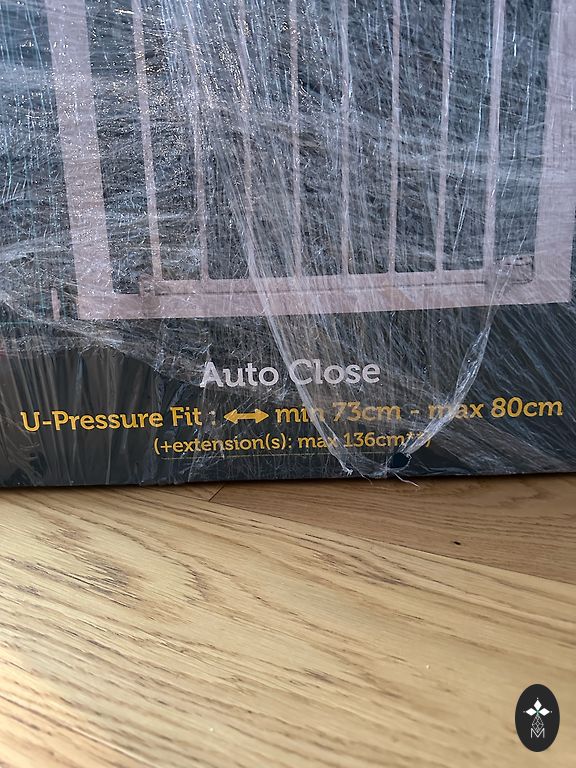 Auto Close
U-Pressure Fit : ↔ min 73cm - max 80cm
(+extension(s): max 136cm**)
M